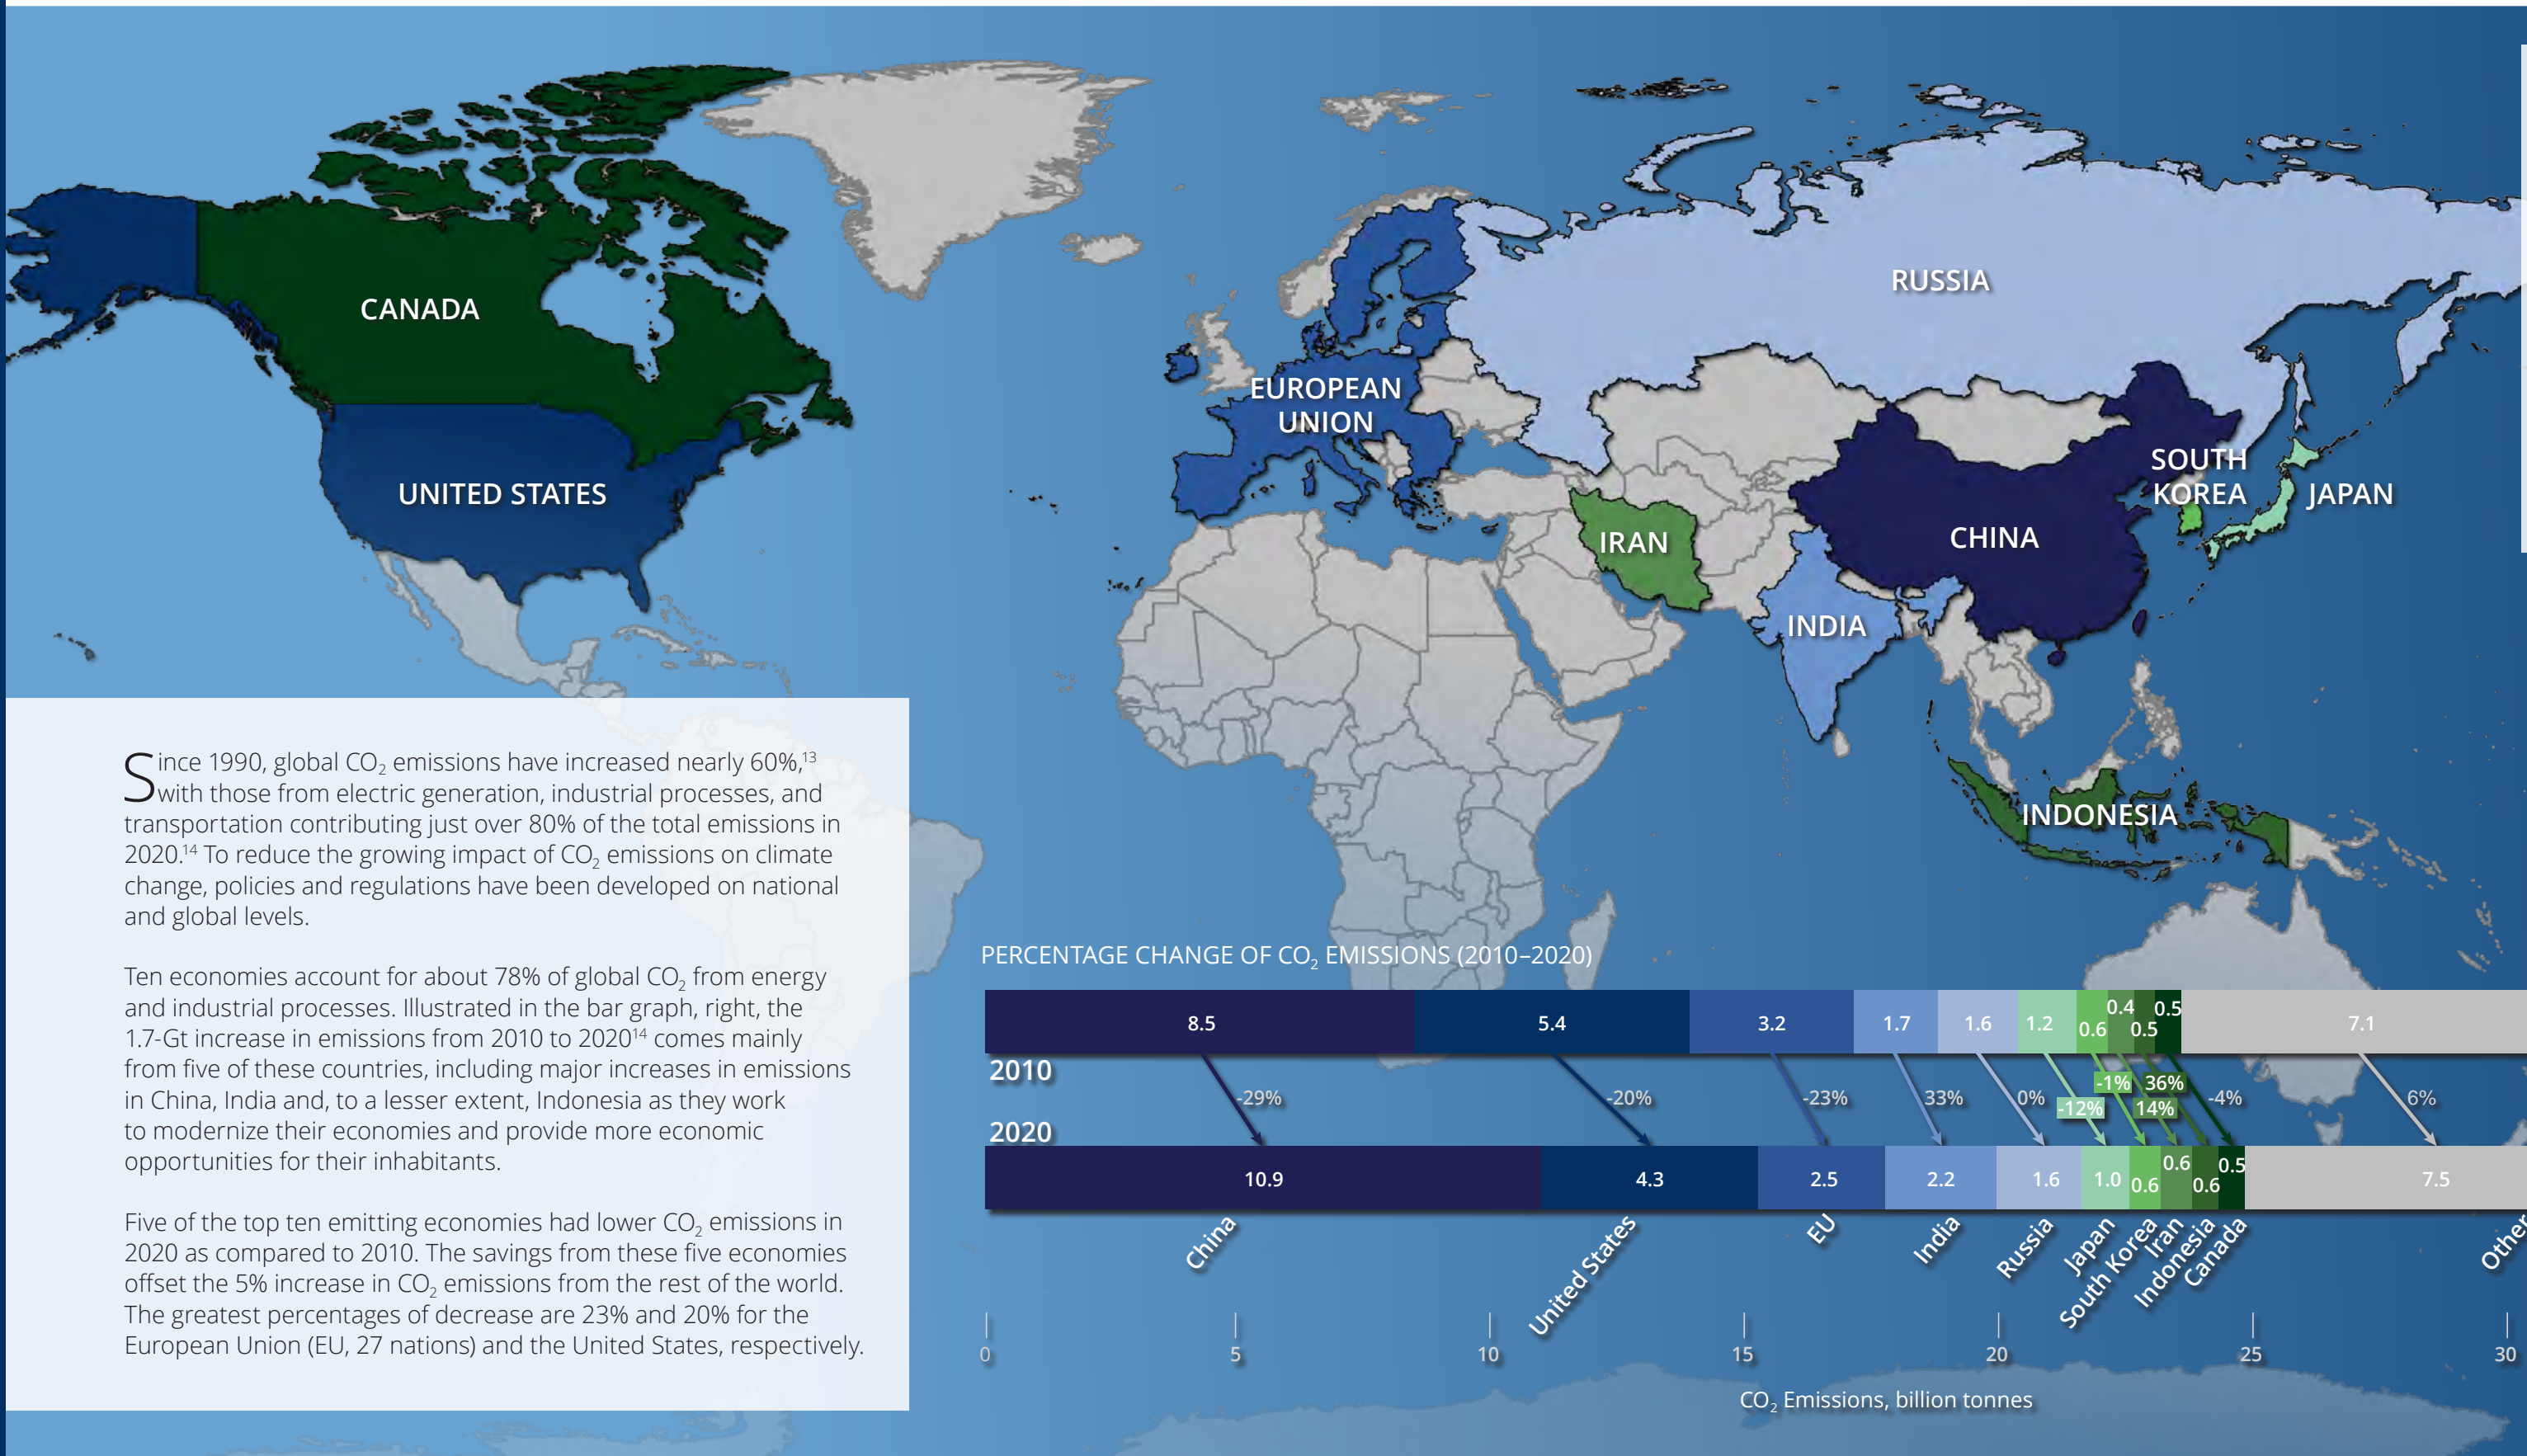 CANADA
UNITED STATES
EUROPEAN
UNION
RUSSIA
IRAN
INDIA
CHINA
SOUTH
KOREA
JAPAN
INDONESIA
Since 1990, global CO₂ emissions have increased nearly 60%,¹³
with those from electric generation, industrial processes, and
transportation contributing just over 80% of the total emissions in
2020.¹⁴ To reduce the growing impact of CO₂ emissions on climate
change, policies and regulations have been developed on national
and global levels.
Ten economies account for about 78% of global CO₂ from energy
and industrial processes. Illustrated in the bar graph, right, the
1.7-Gt increase in emissions from 2010 to 2020¹⁴ comes mainly
from five of these countries, including major increases in emissions
in China, India and, to a lesser extent, Indonesia as they work
to modernize their economies and provide more economic
opportunities for their inhabitants.
Five of the top ten emitting economies had lower CO₂ emissions in
2020 as compared to 2010. The savings from these five economies
offset the 5% increase in CO₂ emissions from the rest of the world.
The greatest percentages of decrease are 23% and 20% for the
European Union (EU, 27 nations) and the United States, respectively.
PERCENTAGE CHANGE OF CO₂ EMISSIONS (2010–2020)
8.5 5.4 3.2 1.7 1.6 1.2 0.6 0.4 0.5 0.5 7.1
2010
-29% -20% -23% 33% 0% -12% -1% 14% 36% -4% 6%
2020
10.9 4.3 2.5 2.2 1.6 1.0 0.6 0.6 0.6 0.5 7.5
China
United States
EU
India
Russia
Japan
South Korea
Iran
Indonesia
Canada
Other
0 5 10 15 20 25 30
CO₂ Emissions, billion tonnes